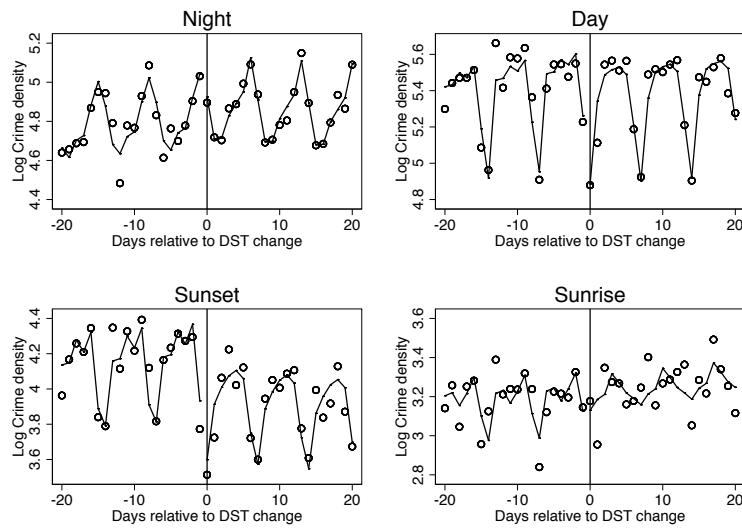 Night
Log Crime density
4.4 4.6 4.8 5 5.2
-20 -10 0 10 20
Days relative to DST change
Day
Log Crime density
4.8 5 5.2 5.4 5.6
-20 -10 0 10 20
Days relative to DST change
Sunset
Log Crime density
3.6 3.8 4 4.2 4.4
-20 -10 0 10 20
Days relative to DST change
Sunrise
Log Crime density
2.8 3 3.2 3.4 3.6
-20 -10 0 10 20
Days relative to DST change